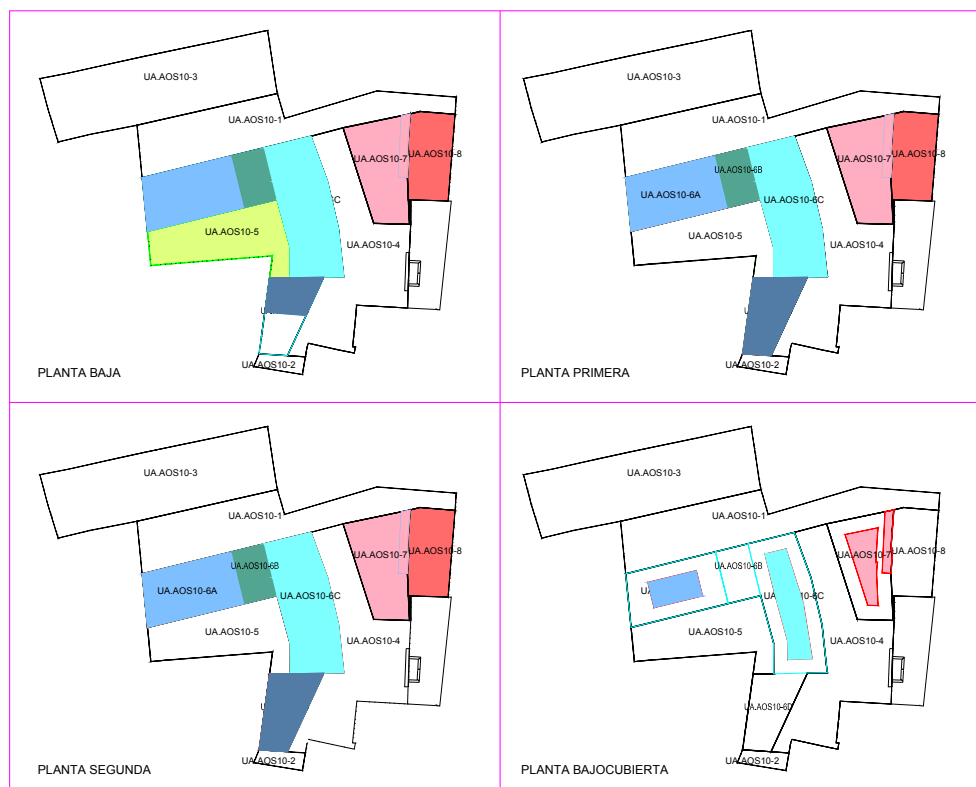 UA.AOS10-3
UA.AOS10-1
UA.AOS10-7
UA.AOS10-8
UA.AOS10-5
UA.AOS10-4
UA.AOS10-2
PLANTA BAJA
UA.AOS10-3
UA.AOS10-1
UA.AOS10-7
UA.AOS10-8
UA.AOS10-6B
UA.AOS10-6A
UA.AOS10-6C
UA.AOS10-5
UA.AOS10-4
UA.AOS10-2
PLANTA PRIMERA
UA.AOS10-3
UA.AOS10-1
UA.AOS10-7
UA.AOS10-8
UA.AOS10-6B
UA.AOS10-6A
UA.AOS10-6C
UA.AOS10-5
UA.AOS10-4
UA.AOS10-2
PLANTA SEGUNDA
UA.AOS10-3
UA.AOS10-1
UA.AOS10-7
UA.AOS10-8
UA.AOS10-6B
UA.AOS10-5
UA.AOS10-4
UA.AOS10-6D
UA.AOS10-2
PLANTA BAJOCUBIERTA